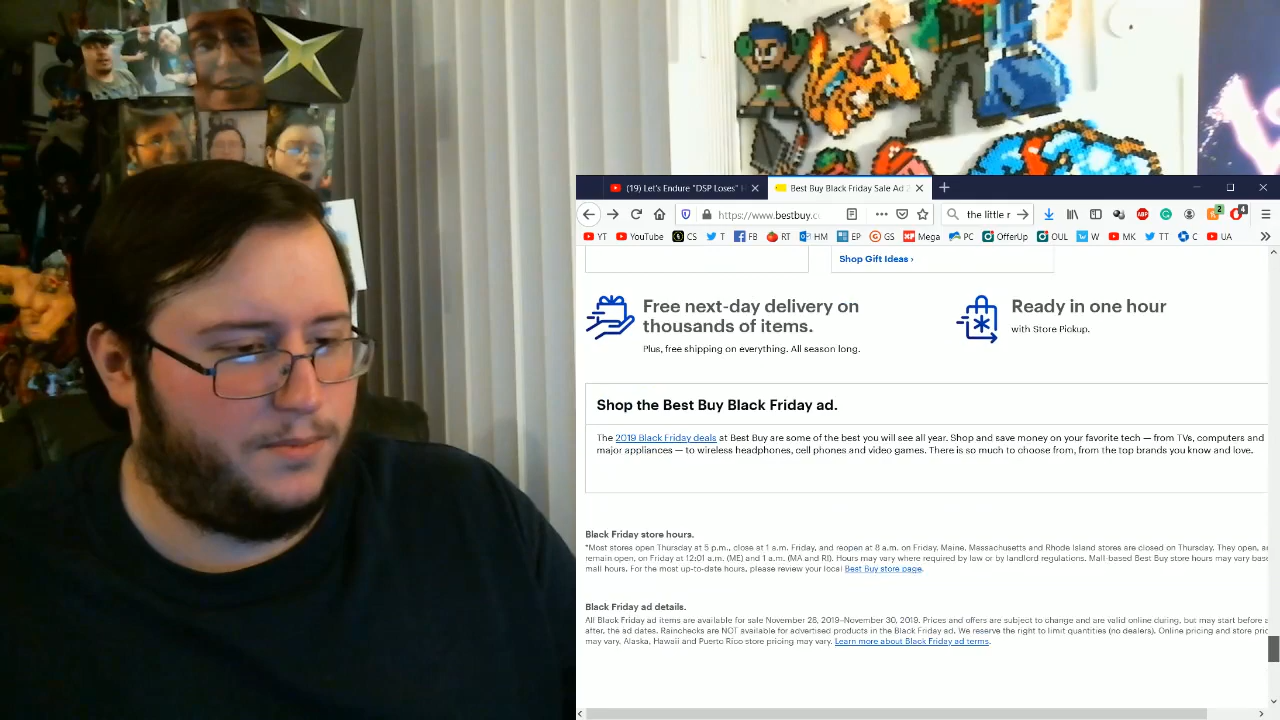 (19) Let's Endure "DSP Loses" H
Best Buy Black Friday Sale Ad 2
https://www.bestbuy.c
the little r
2
4
YT
YouTube
CS
T
FB
RT
HM
EP
GS
Mega
PC
OfferUp
OUL
W
MK
TT
C
UA
Shop Gift Ideas ›
Free next-day delivery on
thousands of items.
Plus, free shipping on everything. All season long.
Ready in one hour
with Store Pickup.
Shop the Best Buy Black Friday ad.
The 2019 Black Friday deals at Best Buy are some of the best you will see all year. Shop and save money on your favorite tech — from TVs, computers and
major appliances — to wireless headphones, cell phones and video games. There is so much to choose from, from the top brands you know and love.
Black Friday store hours.
*Most stores open Thursday at 5 p.m., close at 1 a.m. Friday, and reopen at 8 a.m. on Friday. Maine, Massachusetts and Rhode Island stores are closed on Thursday. They open, a
remain open, on Friday at 12:01 a.m. (ME) and 1 a.m. (MA and RI). Hours may vary where required by law or by landlord regulations. Mall-based Best Buy store hours may vary base
mall hours. For the most up-to-date hours, please review your local Best Buy store page.
Black Friday ad details.
All Black Friday ad items are available for sale November 28, 2019–November 30, 2019. Prices and offers are subject to change and are valid online during, but may start before a
after, the ad dates. Rainchecks are NOT available for advertised products in the Black Friday ad. We reserve the right to limit quantities (no dealers). Online pricing and store pric
may vary. Alaska, Hawaii and Puerto Rico store pricing may vary. Learn more about Black Friday ad terms.